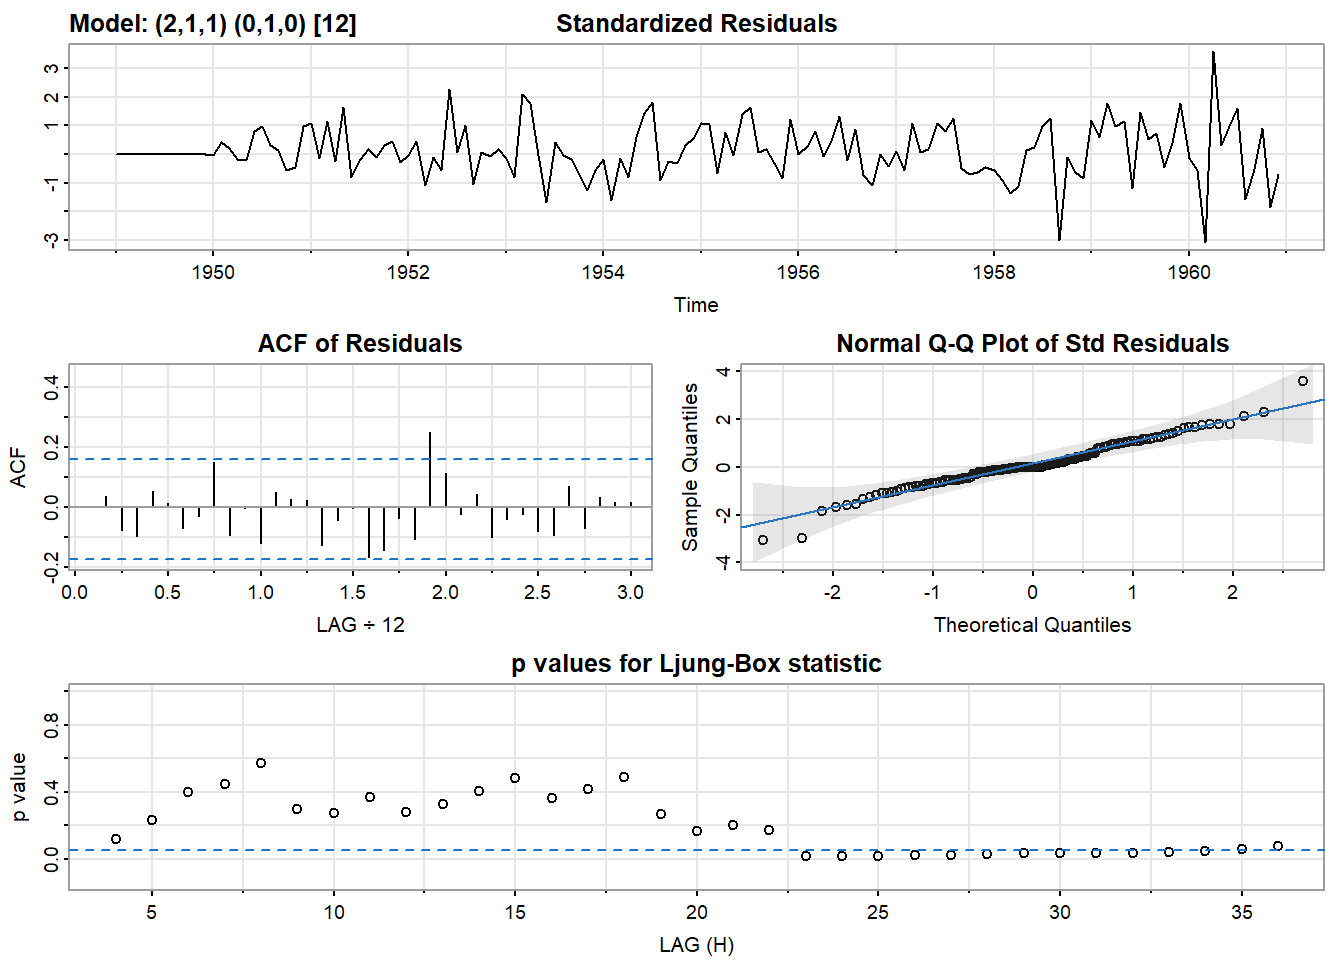 Model: (2,1,1) (0,1,0) [12] Standardized Residuals
3
2
1
-1
-3
1950 1952 1954 1956 1958 1960
Time
ACF of Residuals
ACF
0.4
0.2
0.0
-0.2
0.0 0.5 1.0 1.5 2.0 2.5 3.0
LAG ÷ 12
Normal Q-Q Plot of Std Residuals
Sample Quantiles
4
2
0
-2
-4
-2 -1 0 1 2
Theoretical Quantiles
p values for Ljung-Box statistic
p value
0.8
0.4
0.0
5 10 15 20 25 30 35
LAG (H)